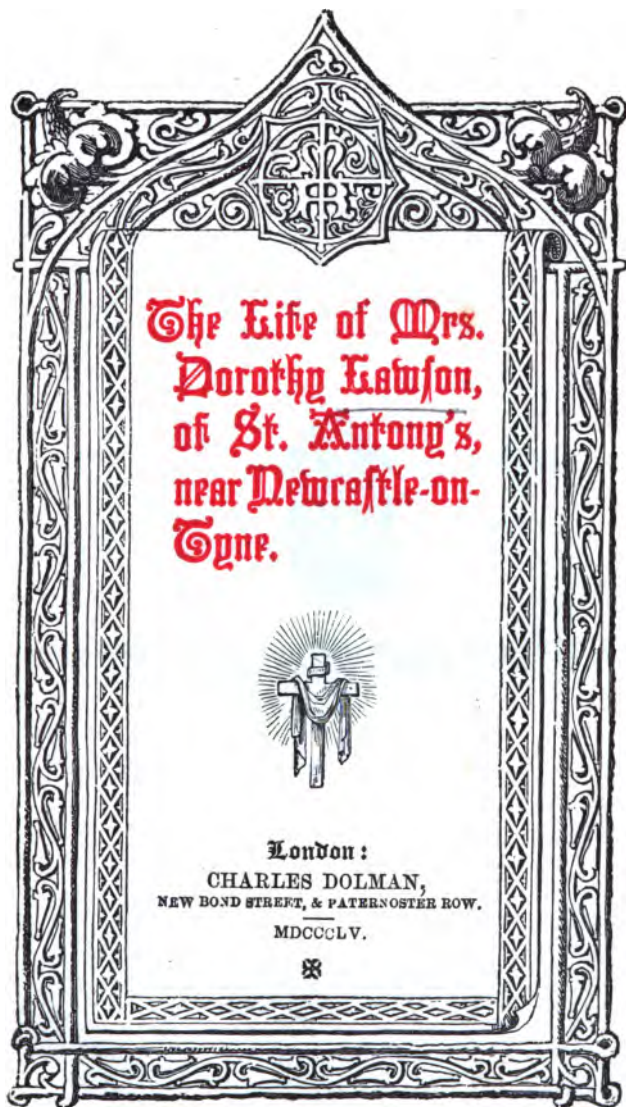 The Life of Mrs.
Dorothy Lawson,
of St. Antony's,
near Newcastle-on-
Tyne.
London:
CHARLES DOLMAN,
NEW BOND STREET, & PATERNOSTER ROW.
MDCCCLV.